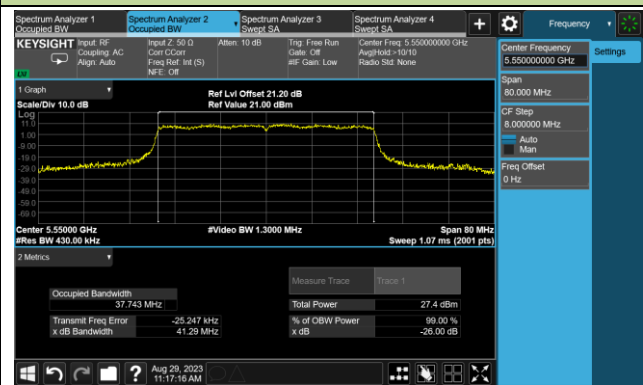 Spectrum Analyzer 1
Occupied BW
Spectrum Analyzer 2
Occupied BW
Spectrum Analyzer 3
Swept SA
Spectrum Analyzer 4
Swept SA
+
Frequency
KEYSIGHT
Input: RF
Coupling: AC
Align: Auto
Input Z: 50 Ω
Corr CCorr
Freq Ref: Int (S)
NFE: Off
Atten: 10 dB
Trig: Free Run
Gate: Off
#IF Gain: Low
Center Freq: 5.550000000 GHz
Avg|Hold:>10/10
Radio Std: None
Center Frequency
5.550000000 GHz
Settings
Span
80.000 MHz
CF Step
8.000000 MHz
Auto
Man
Freq Offset
0 Hz
1 Graph
Scale/Div 10.0 dB
Ref Lvl Offset 21.20 dB
Ref Value 21.00 dBm
Log
11.0
1.00
-9.00
-19.0
-29.0
-39.0
-49.0
-59.0
-69.0
Center 5.55000 GHz
#Res BW 430.00 kHz
#Video BW 1.3000 MHz
Span 80 MHz
Sweep 1.07 ms (2001 pts)
2 Metrics
Measure Trace
Trace 1
Occupied Bandwidth
37.743 MHz
Total Power
27.4 dBm
Transmit Freq Error
-25.247 kHz
% of OBW Power
99.00 %
x dB Bandwidth
41.29 MHz
x dB
-26.00 dB
?
Aug 29, 2023
11:17:16 AM